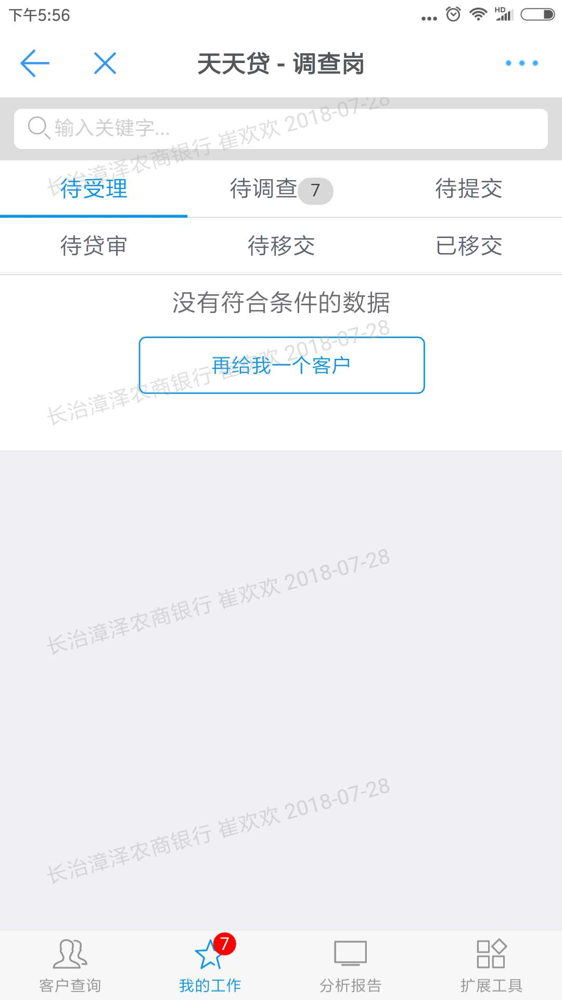 下午5:56
HD
天天贷 - 调查岗
输入关键字...
长治漳泽农商银行 崔欢欢 2018-07-28
待受理
待调查 7
待提交
待贷审
待移交
已移交
没有符合条件的数据
再给我一个客户
长治漳泽农商银行 崔欢欢 2018-07-28
长治漳泽农商银行 崔欢欢 2018-07-28
长治漳泽农商银行 崔欢欢 2018-07-28
7
客户查询
我的工作
分析报告
扩展工具